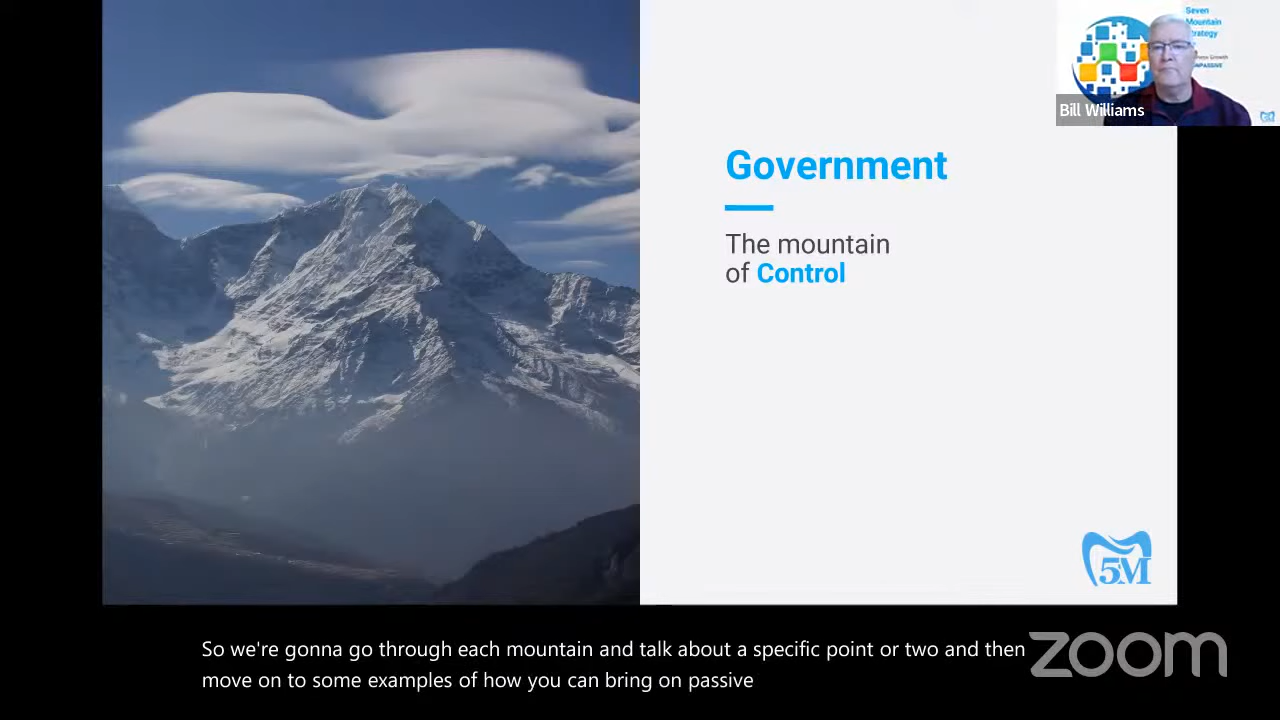 Seven
Mountain
Bill Williams
Government
The mountain
of Control
5M
So we're gonna go through each mountain and talk about a specific point or two and then
move on to some examples of how you can bring on passive
zoom